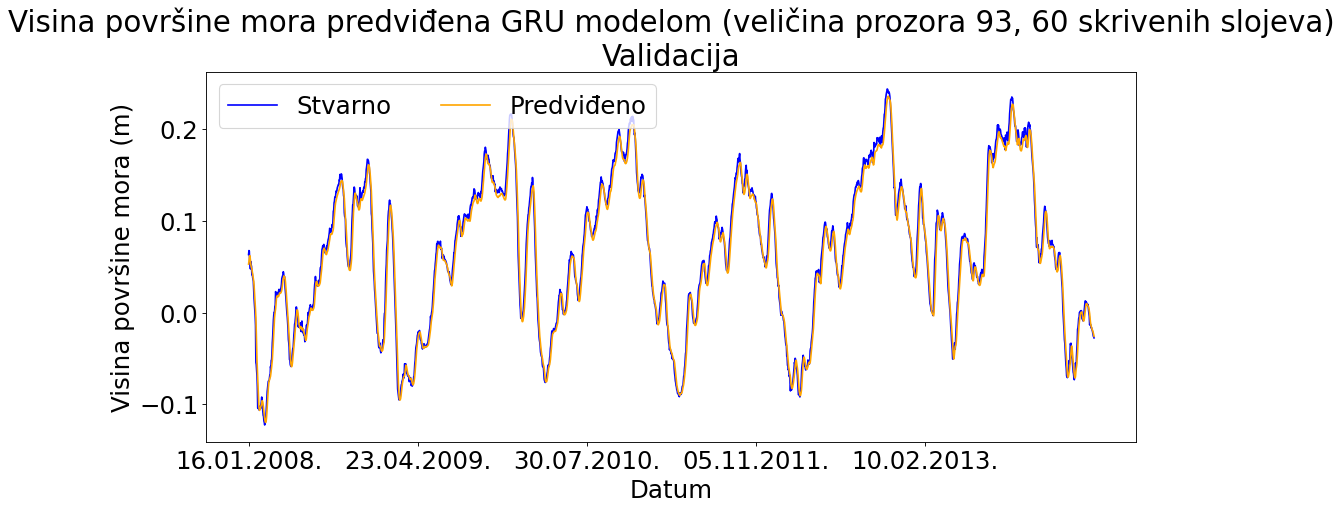 Visina površine mora predviđena GRU modelom (veličina prozora 93, 60 skrivenih slojeva)
Validacija
Stvarno Predviđeno
Visina površine mora (m)
0.2
0.1
0.0
−0.1
16.01.2008. 23.04.2009. 30.07.2010. 05.11.2011. 10.02.2013.
Datum